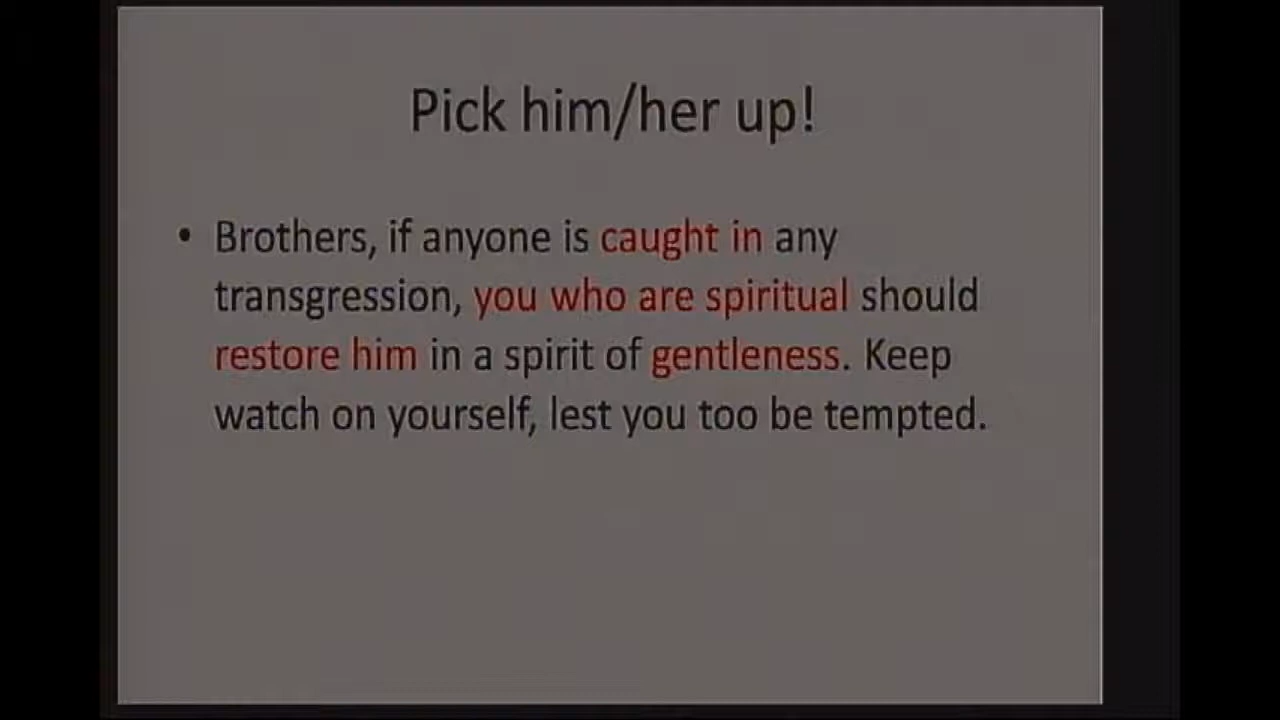 Pick him/her up!
• Brothers, if anyone is caught in any
transgression, you who are spiritual should
restore him in a spirit of gentleness. Keep
watch on yourself, lest you too be tempted.